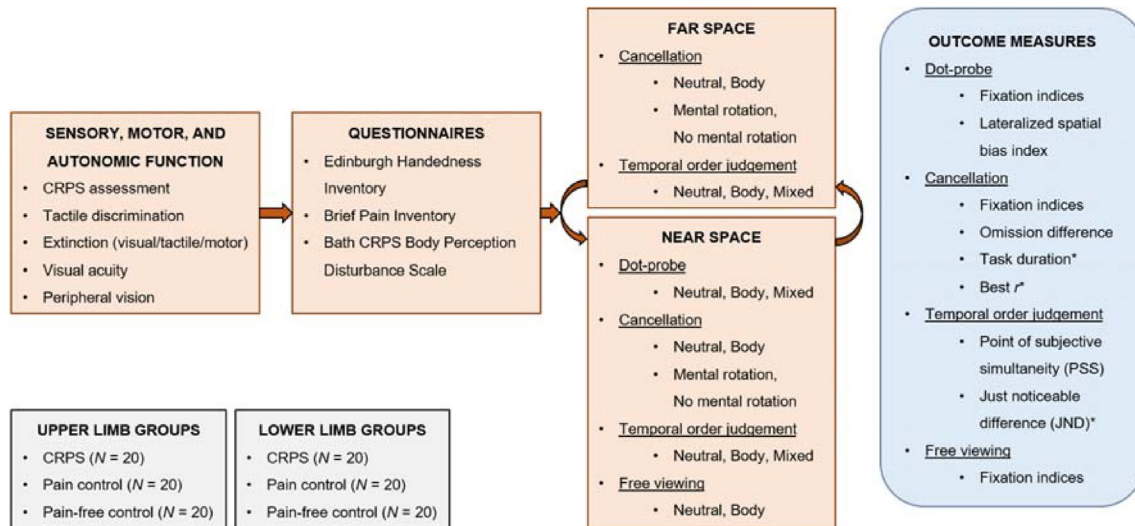 SENSORY, MOTOR, AND
AUTONOMIC FUNCTION
• CRPS assessment
• Tactile discrimination
• Extinction (visual/tactile/motor)
• Visual acuity
• Peripheral vision
QUESTIONNAIRES
• Edinburgh Handedness
Inventory
• Brief Pain Inventory
• Bath CRPS Body Perception
Disturbance Scale
FAR SPACE
• Cancellation
• Neutral, Body
• Mental rotation,
No mental rotation
• Temporal order judgement
• Neutral, Body, Mixed
NEAR SPACE
• Dot-probe
• Neutral, Body, Mixed
• Cancellation
• Neutral, Body
• Mental rotation,
No mental rotation
• Temporal order judgement
• Neutral, Body, Mixed
• Free viewing
• Neutral, Body
OUTCOME MEASURES
• Dot-probe
• Fixation indices
• Lateralized spatial
bias index
• Cancellation
• Fixation indices
• Omission difference
• Task duration*
• Best r*
• Temporal order judgement
• Point of subjective
simultaneity (PSS)
• Just noticeable
difference (JND)*
• Free viewing
• Fixation indices
UPPER LIMB GROUPS
• CRPS (N = 20)
• Pain control (N = 20)
• Pain-free control (N = 20)
LOWER LIMB GROUPS
• CRPS (N = 20)
• Pain control (N = 20)
• Pain-free control (N = 20)